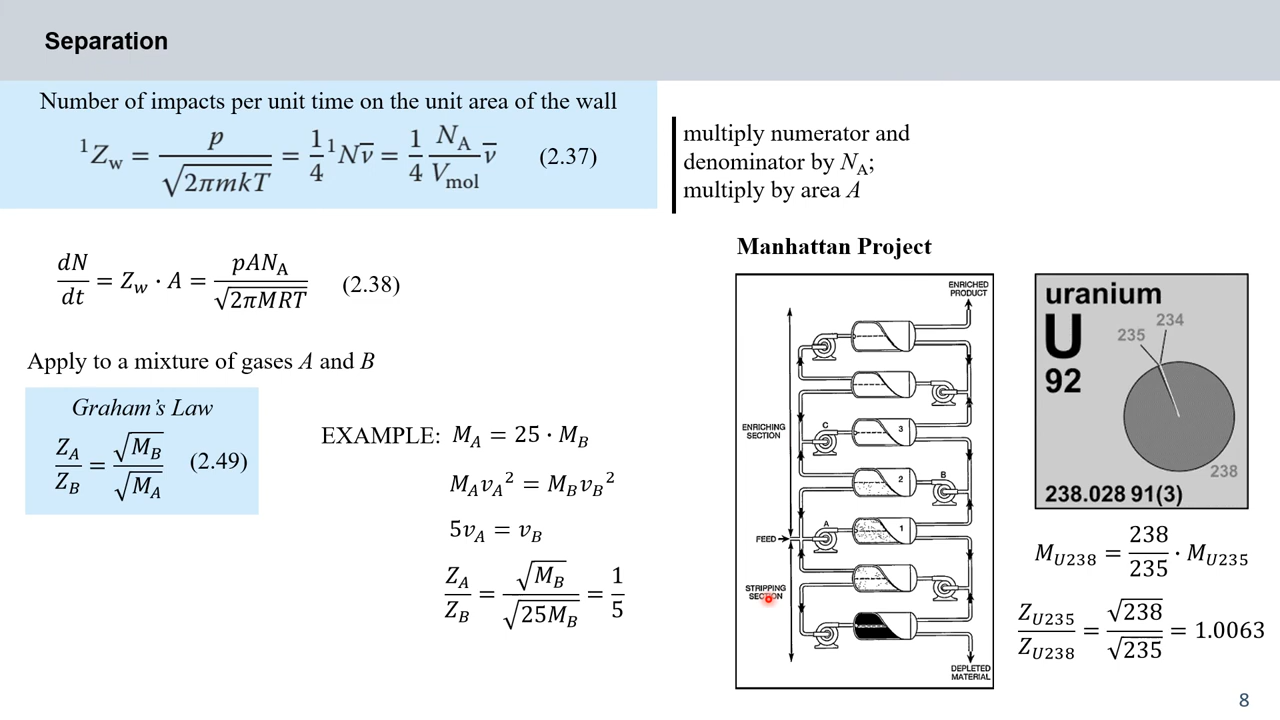 Separation
Number of impacts per unit time on the unit area of the wall
¹Z_w = p / √(2πmkT) = 1/4 ¹N v̅ = 1/4 N_A/V_mol v̅ (2.37)
multiply numerator and
denominator by N_A;
multiply by area A
dN/dt = Z_w · A = pAN_A / √(2πMRT) (2.38)
Apply to a mixture of gases A and B
Graham’s Law
Z_A/Z_B = √M_B / √M_A (2.49)
EXAMPLE: M_A = 25 · M_B
M_A v_A² = M_B v_B²
5v_A = v_B
Z_A/Z_B = √M_B / √(25M_B) = 1/5
Manhattan Project
ENRICHED
PRODUCT
ENRICHING
SECTION
C
3
2
B
A
1
FEED
STRIPPING
SECTION
DEPLETED
MATERIAL
uranium
U
92
234
235
238
238.028 91(3)
M_U238 = 238/235 · M_U235
Z_U235/Z_U238 = √238 / √235 = 1.0063
8